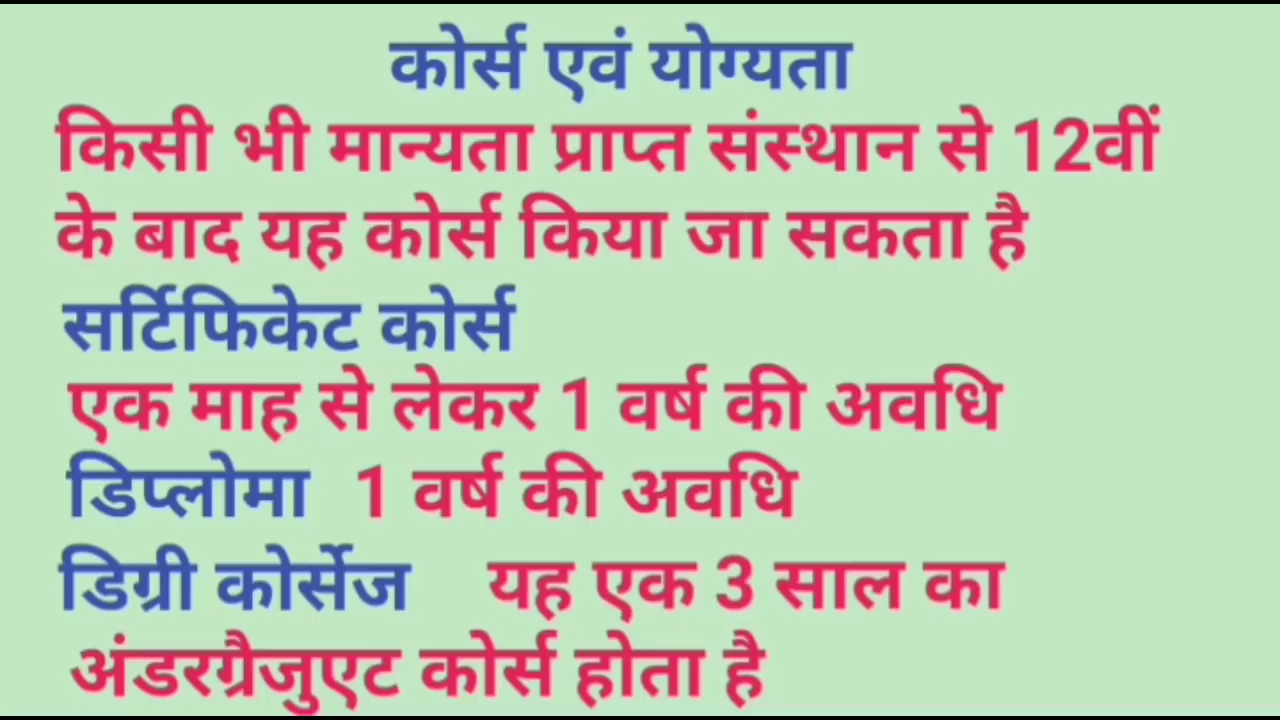 कोर्स एवं योग्यता
किसी भी मान्यता प्राप्त संस्थान से 12वीं
के बाद यह कोर्स किया जा सकता है
सर्टिफिकेट कोर्स
एक माह से लेकर 1 वर्ष की अवधि
डिप्लोमा 1 वर्ष की अवधि
डिग्री कोर्सेज यह एक 3 साल का
अंडरग्रैजुएट कोर्स होता है